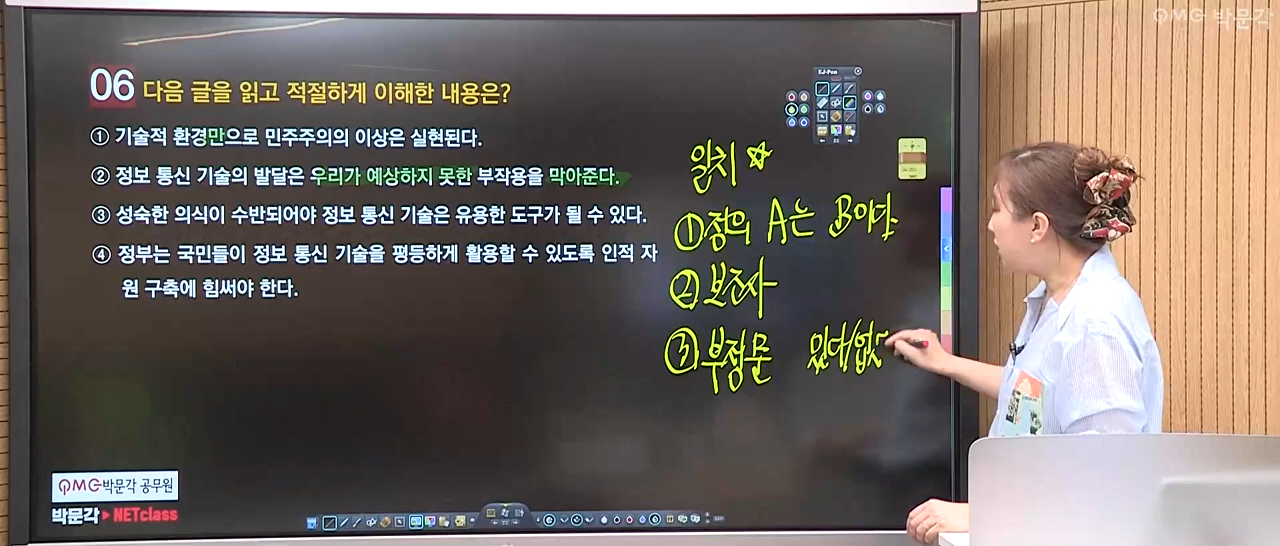 PMG 박문각
06 다음 글을 읽고 적절하게 이해한 내용은?
① 기술적 환경만으로 민주주의의 이상은 실현된다.
② 정보 통신 기술의 발달은 우리가 예상하지 못한 부작용을 막아준다.
③ 성숙한 의식이 수반되어야 정보 통신 기술은 유용한 도구가 될 수 있다.
④ 정부는 국민들이 정보 통신 기술을 평등하게 활용할 수 있도록 인적 자
원 구축에 힘써야 한다.
EJ-Pen
일치 ☆
① 정의 A는 B이다
② 보조사
③ 부정문 있다/없
PMG 박문각 공무원
박문각 ▶ NETclass